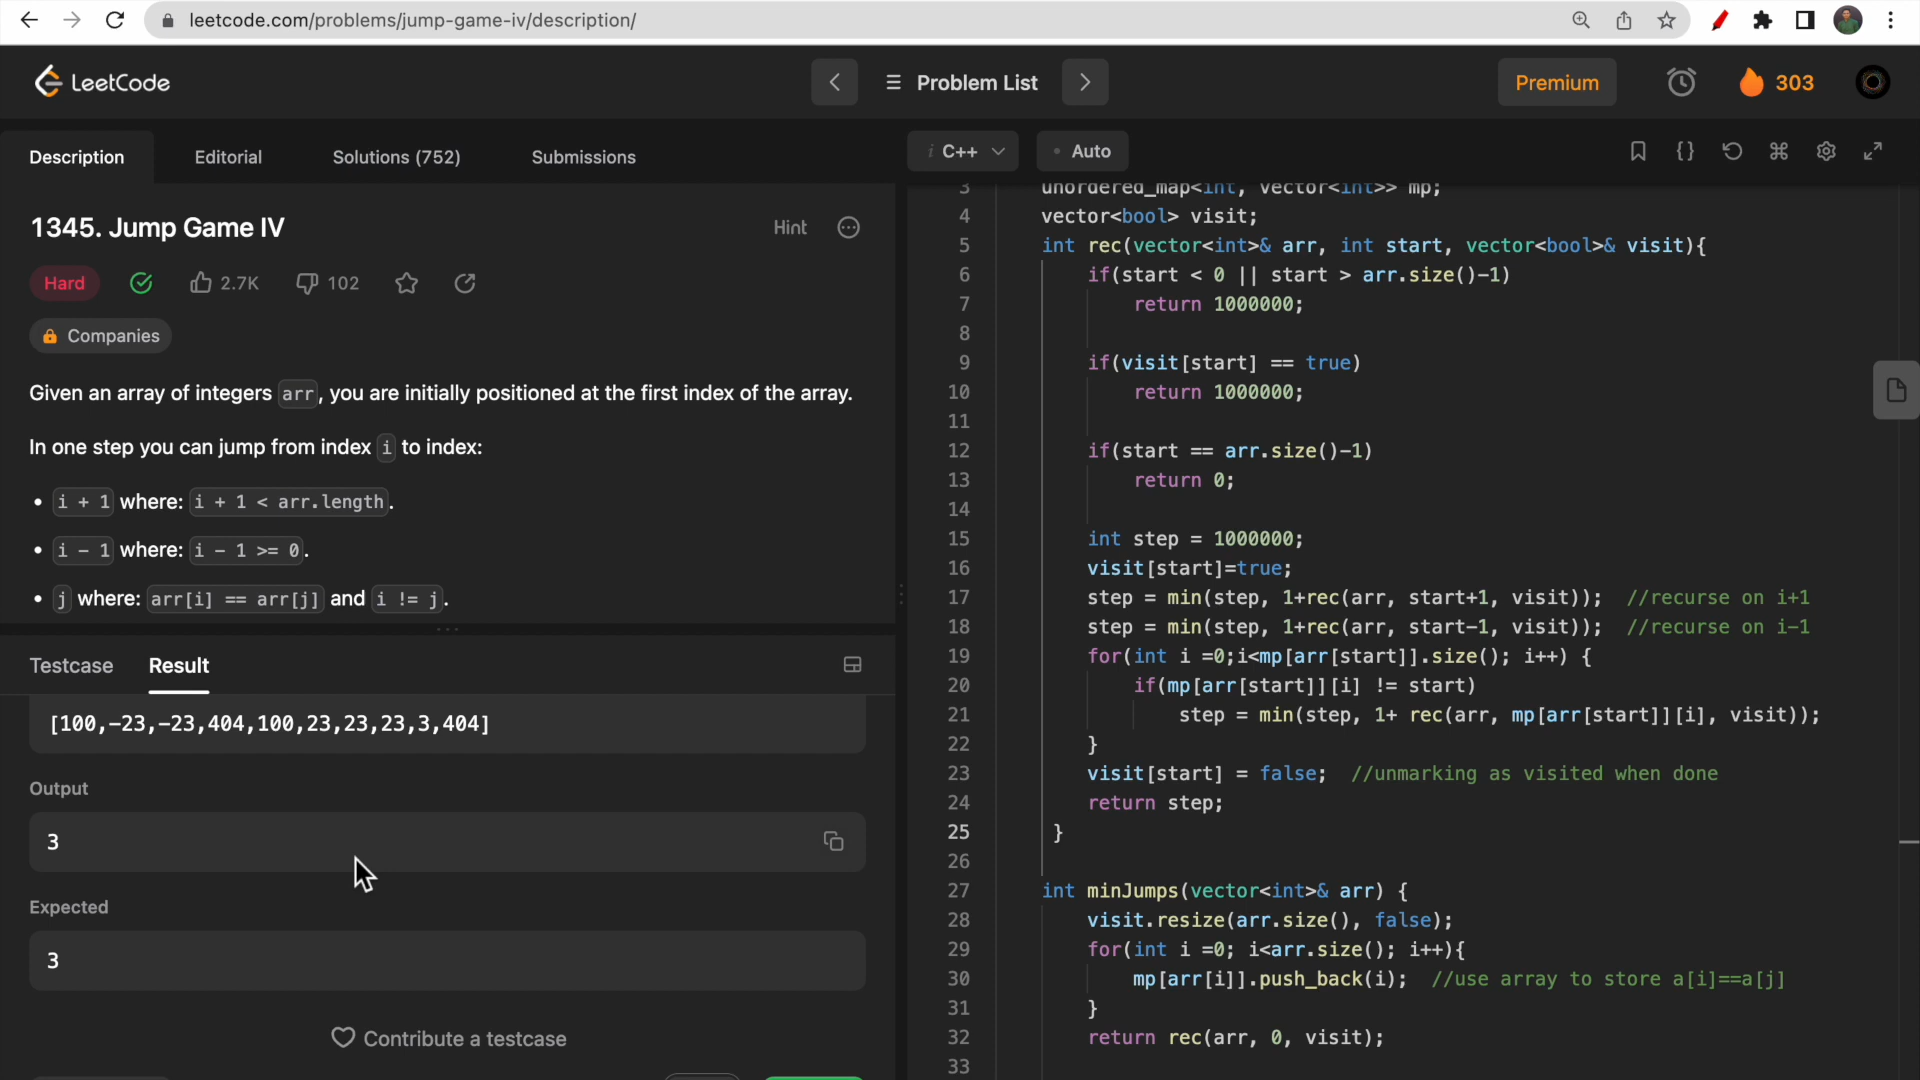 leetcode.com/problems/jump-game-iv/description/
LeetCode
Problem List
Premium
303
Description
Editorial
Solutions (752)
Submissions
1345. Jump Game IV
Hint
Hard
2.7K
102
Companies
Given an array of integers arr, you are initially positioned at the first index of the array.
In one step you can jump from index i to index:
• i + 1 where: i + 1 < arr.length.
• i - 1 where: i - 1 >= 0.
• j where: arr[i] == arr[j] and i != j.
Testcase
Result
[100,-23,-23,404,100,23,23,23,3,404]
Output
3
Expected
3
Contribute a testcase
i C++
• Auto
{}
3 unordered_map<int, vector<int>> mp;
4 vector<bool> visit;
5 int rec(vector<int>& arr, int start, vector<bool>& visit){
6 if(start < 0 || start > arr.size()-1)
7 return 1000000;
8
9 if(visit[start] == true)
10 return 1000000;
11
12 if(start == arr.size()-1)
13 return 0;
14
15 int step = 1000000;
16 visit[start]=true;
17 step = min(step, 1+rec(arr, start+1, visit)); //recurse on i+1
18 step = min(step, 1+rec(arr, start-1, visit)); //recurse on i-1
19 for(int i =0;i<mp[arr[start]].size(); i++) {
20 if(mp[arr[start]][i] != start)
21 step = min(step, 1+ rec(arr, mp[arr[start]][i], visit));
22 }
23 visit[start] = false; //unmarking as visited when done
24 return step;
25 }
26
27 int minJumps(vector<int>& arr) {
28 visit.resize(arr.size(), false);
29 for(int i =0; i<arr.size(); i++){
30 mp[arr[i]].push_back(i); //use array to store a[i]==a[j]
31 }
32 return rec(arr, 0, visit);
33